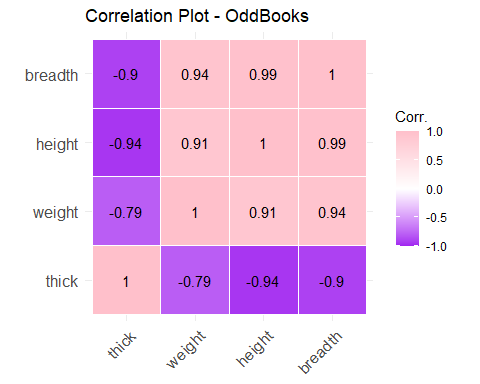 Correlation Plot - OddBooks
breadth -0.9 0.94 0.99 1
height -0.94 0.91 1 0.99
weight -0.79 1 0.91 0.94
thick 1 -0.79 -0.94 -0.9
thick weight height breadth
Corr.
1.0
0.5
0.0
-0.5
-1.0